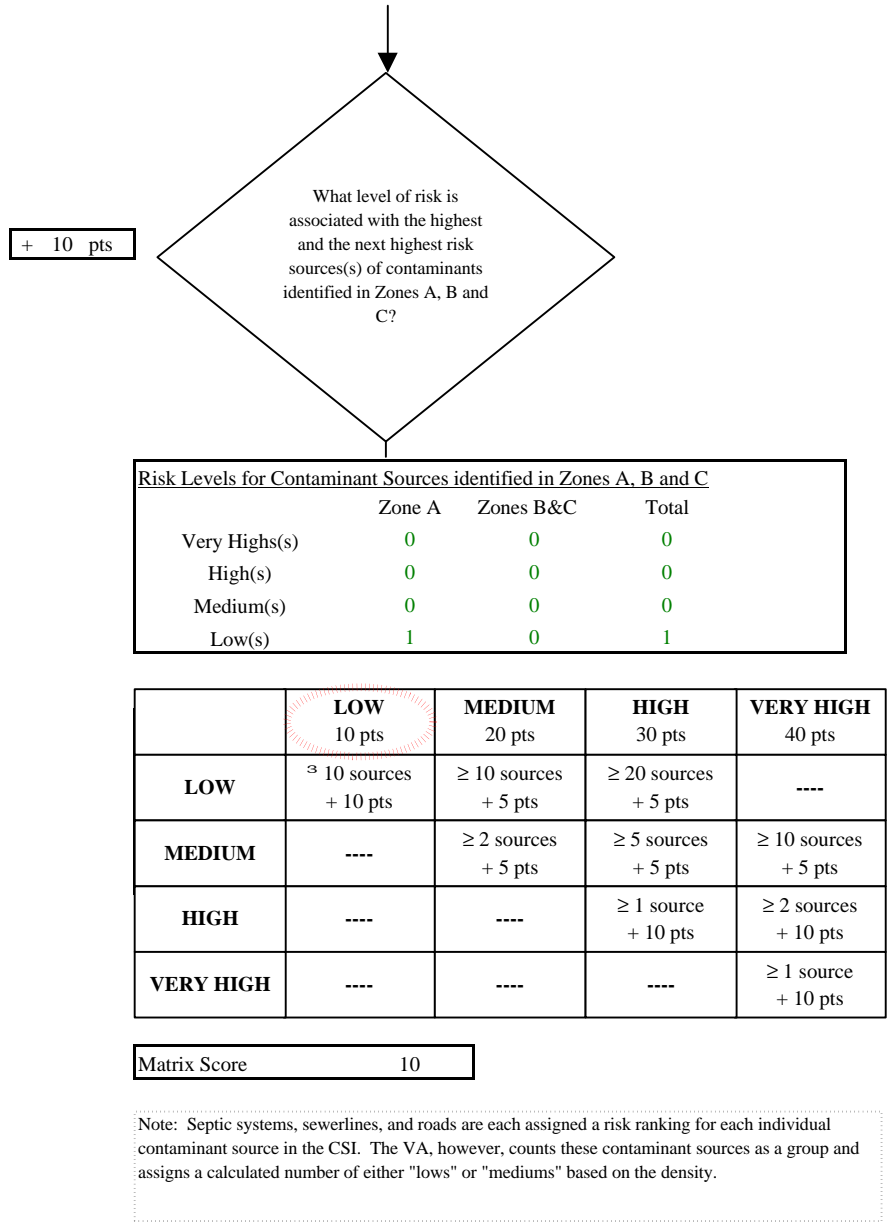 What level of risk is
associated with the highest
and the next highest risk
sources(s) of contaminants
identified in Zones A, B and
C?
+ 10 pts
Risk Levels for Contaminant Sources identified in Zones A, B and C
Zone A Zones B&C Total
Very Highs(s) 0 0 0
High(s) 0 0 0
Medium(s) 0 0 0
Low(s) 1 0 1
LOW MEDIUM HIGH VERY HIGH
10 pts 20 pts 30 pts 40 pts
LOW ³ 10 sources ≥ 10 sources ≥ 20 sources ----
+ 10 pts + 5 pts + 5 pts
MEDIUM ---- ≥ 2 sources ≥ 5 sources ≥ 10 sources
+ 5 pts + 5 pts + 5 pts
HIGH ---- ---- ≥ 1 source ≥ 2 sources
+ 10 pts + 10 pts
VERY HIGH ---- ---- ---- ≥ 1 source
+ 10 pts
Matrix Score 10
Note: Septic systems, sewerlines, and roads are each assigned a risk ranking for each individual
contaminant source in the CSI. The VA, however, counts these contaminant sources as a group and
assigns a calculated number of either "lows" or "mediums" based on the density.